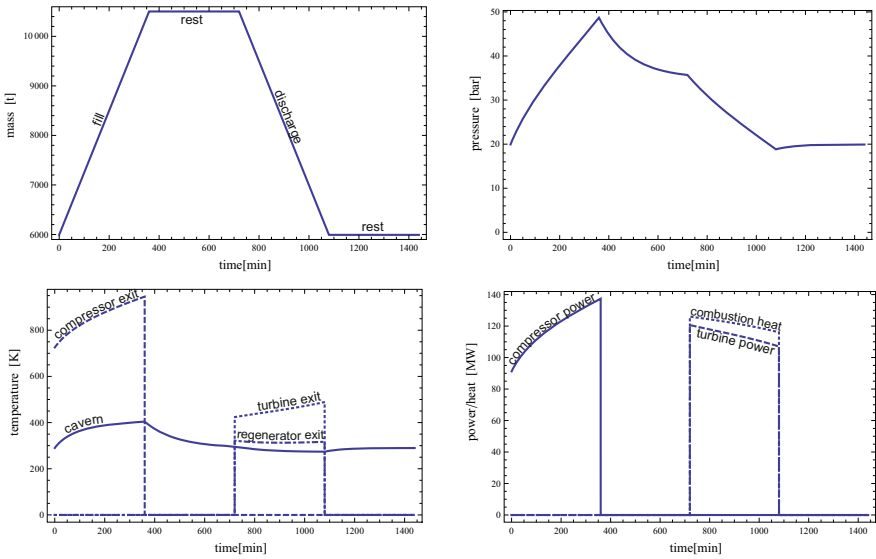 10 000
8000
7000
6000
mass [t]
fill
rest
discharge
rest
0
200
400
600
800
1000
1200
1400
time[min]
50
40
30
20
10
0
pressure [bar]
0
200
400
600
800
1000
1200
1400
time[min]
800
600
400
200
0
temperature [K]
compressor exit
cavern
turbine exit
regenerator exit
0
200
400
600
800
1000
1200
1400
time[min]
140
120
100
80
60
40
20
0
power/heat [MW]
compressor power
combustion heat
turbine power
0
200
400
600
800
1000
1200
1400
time[min]